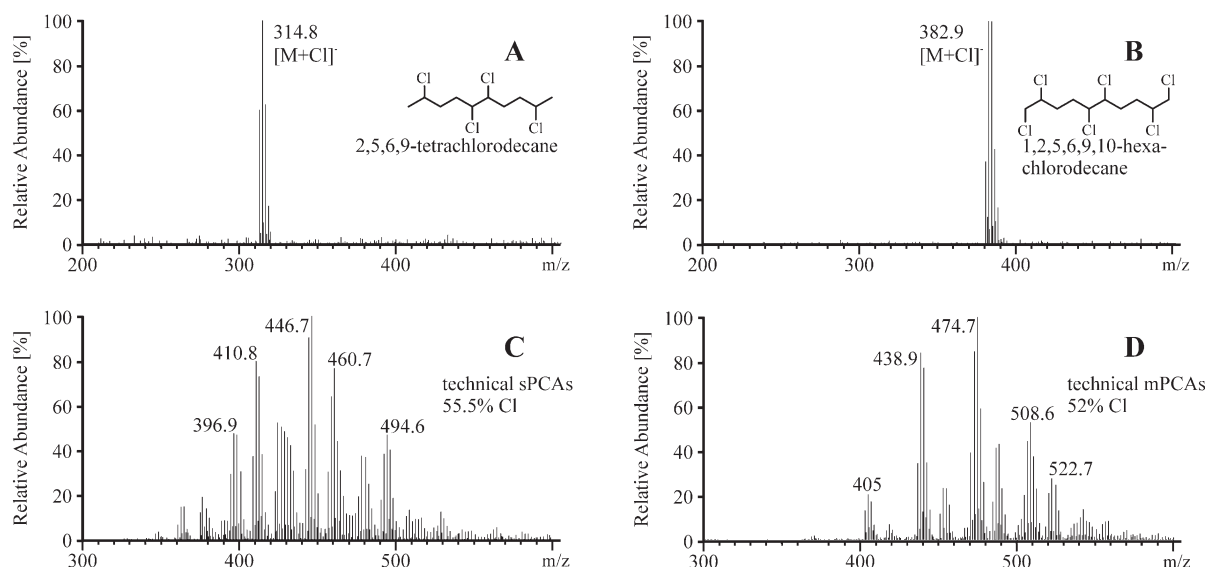 Relative Abundance [%]
100
80
60
40
20
0
200
300
400
m/z
314.8
[M+Cl]-
A
Cl
Cl
Cl
Cl
2,5,6,9-tetrachlorodecane
Relative Abundance [%]
100
80
60
40
20
0
200
300
400
m/z
382.9
[M+Cl]-
B
Cl
Cl
Cl
Cl
Cl
Cl
1,2,5,6,9,10-hexa-
chlorodecane
Relative Abundance [%]
100
80
60
40
20
0
300
400
500
m/z
396.9
410.8
446.7
460.7
494.6
C
technical sPCAs
55.5% Cl
Relative Abundance [%]
100
80
60
40
20
0
300
400
500
m/z
405
438.9
474.7
508.6
522.7
D
technical mPCAs
52% Cl